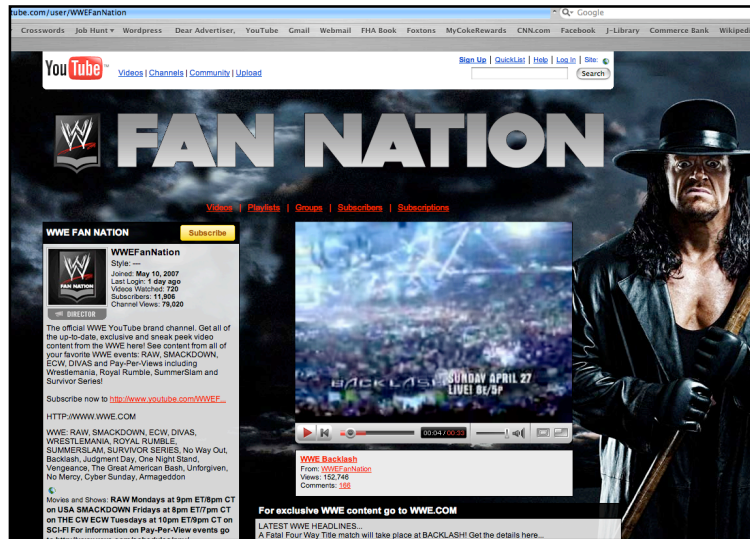 tube.com/user/WWEFanNation
Google
Crosswords Job Hunt Wordpress Dear Advertiser, YouTube Gmail Webmail FHA Book Foxtons MyCokeRewards CNN.com Facebook J-Library Commerce Bank Wikiped
YouTube
Videos | Channels | Community | Upload
Sign Up | QuickList | Help | Log In | Site:
Search
W FAN NATION
Videos | Playlists | Groups | Subscribers | Subscriptions
WWE FAN NATION
Subscribe
WWEFanNation
Style: —
Joined: May 10, 2007
Last Login: 1 day ago
Videos Watched: 720
Subscribers: 11,906
Channel Views: 79,020
FAN NATION
DIRECTOR
The official WWE YouTube brand channel. Get all of
the up-to-date, exclusive and sneak peek video
content from the WWE here! See content from all of
your favorite WWE events: RAW, SMACKDOWN,
ECW, DIVAS and Pay-Per-Views including
Wrestlemania, Royal Rumble, SummerSlam and
Survivor Series!
Subscribe now to http://www.youtube.com/WWEF...
HTTP://WWW.WWE.COM
WWE: RAW, SMACKDOWN, ECW, DIVAS,
WRESTLEMANIA, ROYAL RUMBLE,
SUMMERSLAM, SURVIVOR SERIES, No Way Out,
Backlash, Judgment Day, One Night Stand,
Vengeance, The Great American Bash, Unforgiven,
No Mercy, Cyber Sunday, Armageddon
Movies and Shows: RAW Mondays at 9pm ET/8pm CT
on USA SMACKDOWN Fridays at 8pm ET/7pm CT
on THE CW ECW Tuesdays at 10pm ET/9pm CT on
SCI-FI For information on Pay-Per-View events go
BACKLASH
SUNDAY APRIL 27
LIVE! 8E/5P
00:04 / 00:33
WWE Backlash
From: WWEFanNation
Views: 152,746
Comments: 166
For exclusive WWE content go to WWE.COM
LATEST WWE HEADLINES...
A Fatal Four Way Title match will take place at BACKLASH! Get the details here...